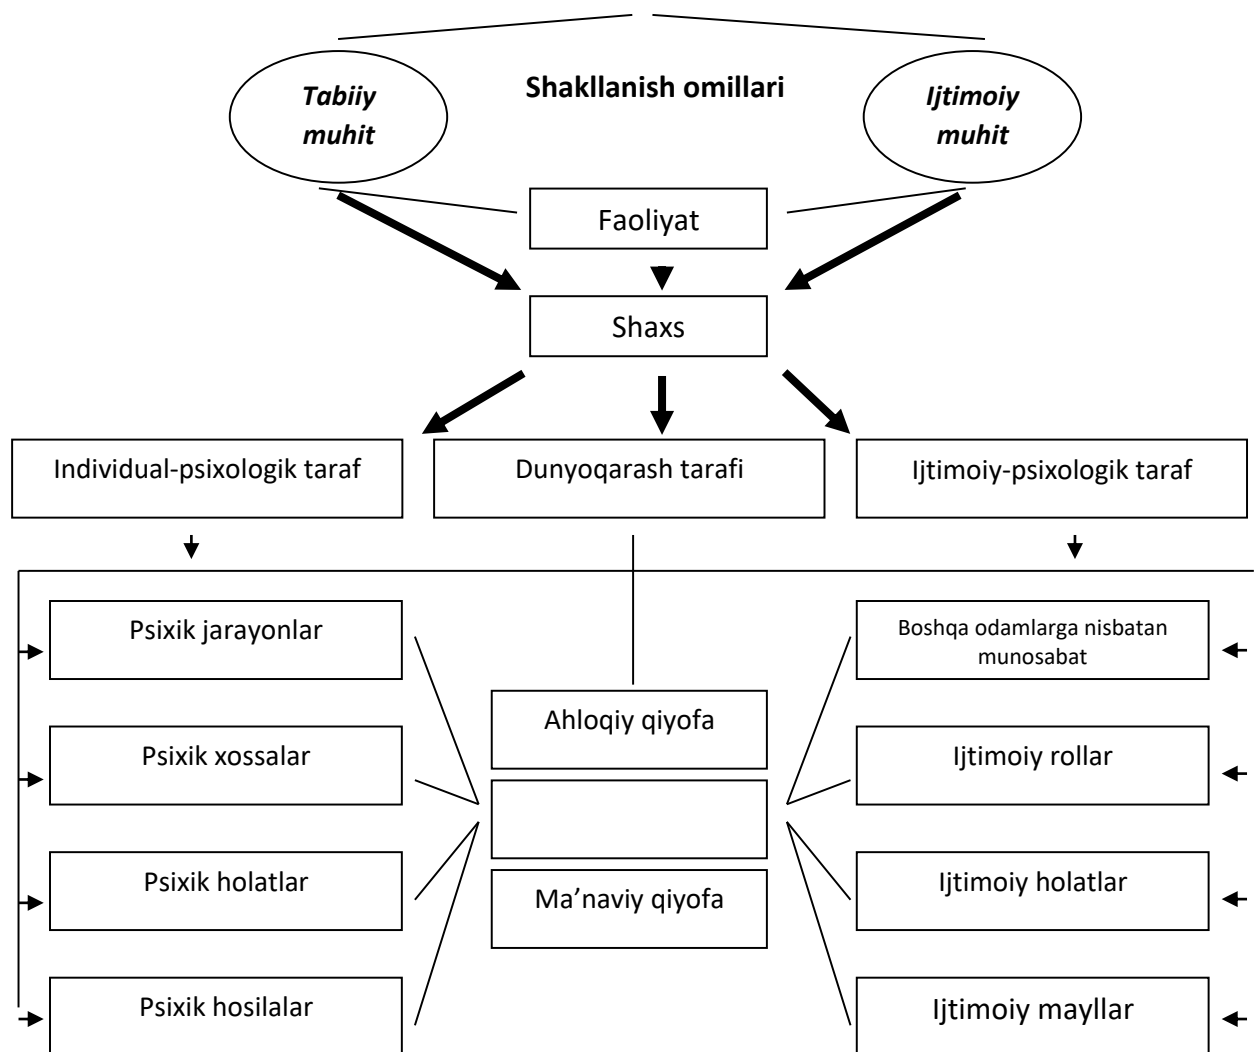 Shakllanish omillari
Tabiiy
muhit
Ijtimoiy
muhit
Faoliyat
Shaxs
Individual-psixologik taraf
Dunyoqarash tarafi
Ijtimoiy-psixologik taraf
Psixik jarayonlar
Boshqa odamlarga nisbatan
munosabat
Ahloqiy qiyofa
Psixik xossalar
Ijtimoiy rollar
Psixik holatlar
Ma’naviy qiyofa
Ijtimoiy holatlar
Psixik hosilalar
Ijtimoiy mayllar